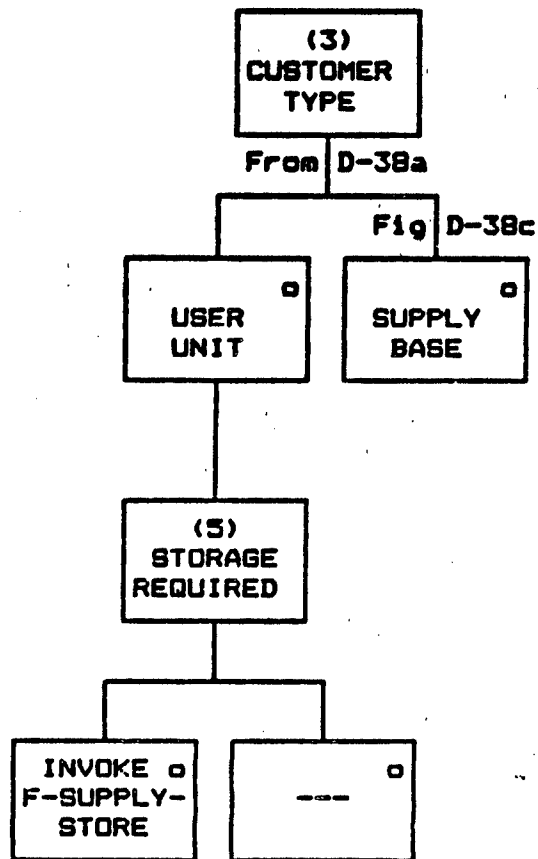 (3)
CUSTOMER
TYPE
From D-38a
Fig D-38c
o
USER
UNIT
o
SUPPLY
BASE
(5)
STORAGE
REQUIRED
INVOKE o
F-SUPPLY-
STORE
o
---